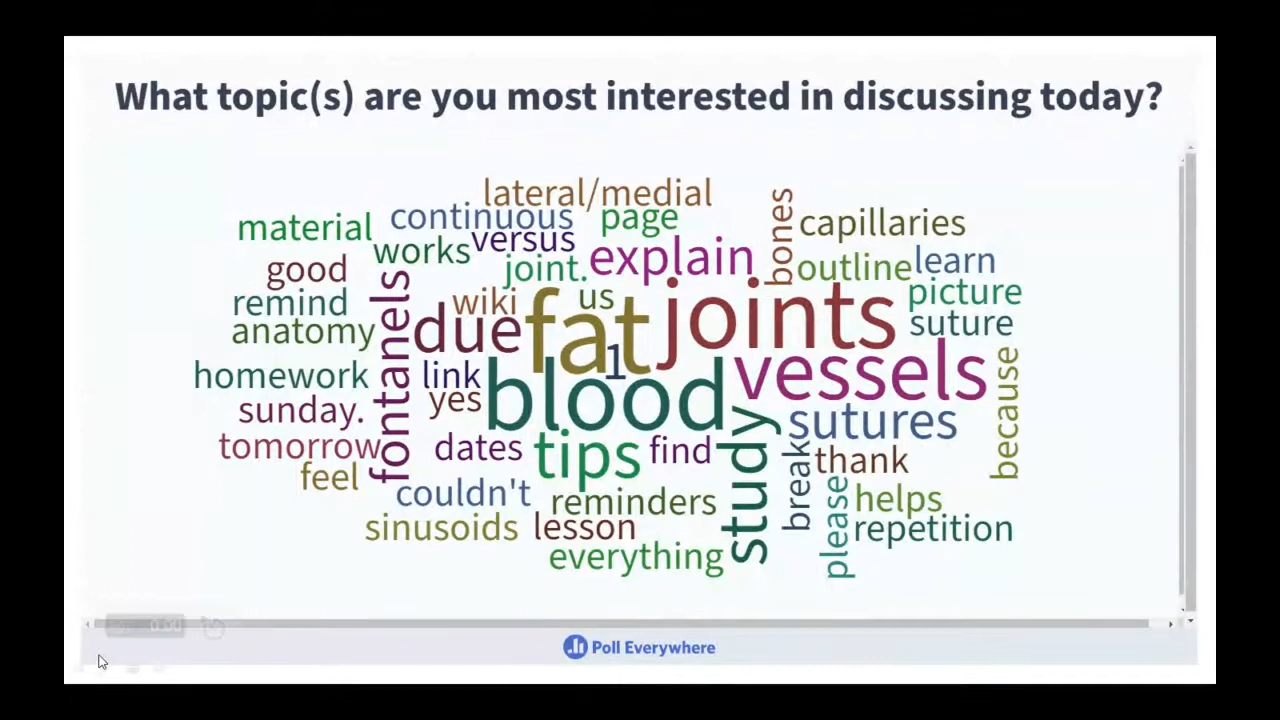 What topic(s) are you most interested in discussing today?
lateral/medial
material continuous page bones capillaries
works versus
good joint. explain outline learn
remind wiki us picture
anatomy fontanels due fat joints suture
homework link 1 vessels because
sunday. yes blood sutures
tomorrow dates tips find study break thank
feel couldn't reminders please helps
sinusoids lesson repetition
everything
0:00
Poll Everywhere